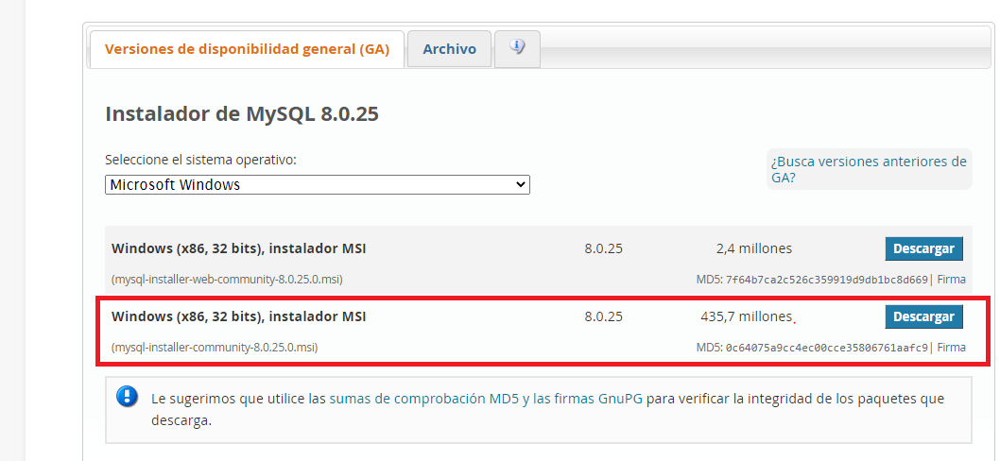 Versiones de disponibilidad general (GA)
Archivo
Instalador de MySQL 8.0.25
Seleccione el sistema operativo:
Microsoft Windows
¿Busca versiones anteriores de
GA?
Windows (x86, 32 bits), instalador MSI 8.0.25 2,4 millones Descargar
(mysql-installer-web-community-8.0.25.0.msi) MD5: 7f64b7ca2c526c359919d9db1bc8d669| Firma
Windows (x86, 32 bits), instalador MSI 8.0.25 435,7 millones Descargar
(mysql-installer-community-8.0.25.0.msi) MD5: 0c64075a9cc4ec00cce35806761aafc9| Firma
Le sugerimos que utilice las sumas de comprobación MD5 y las firmas GnuPG para verificar la integridad de los paquetes que
descarga.